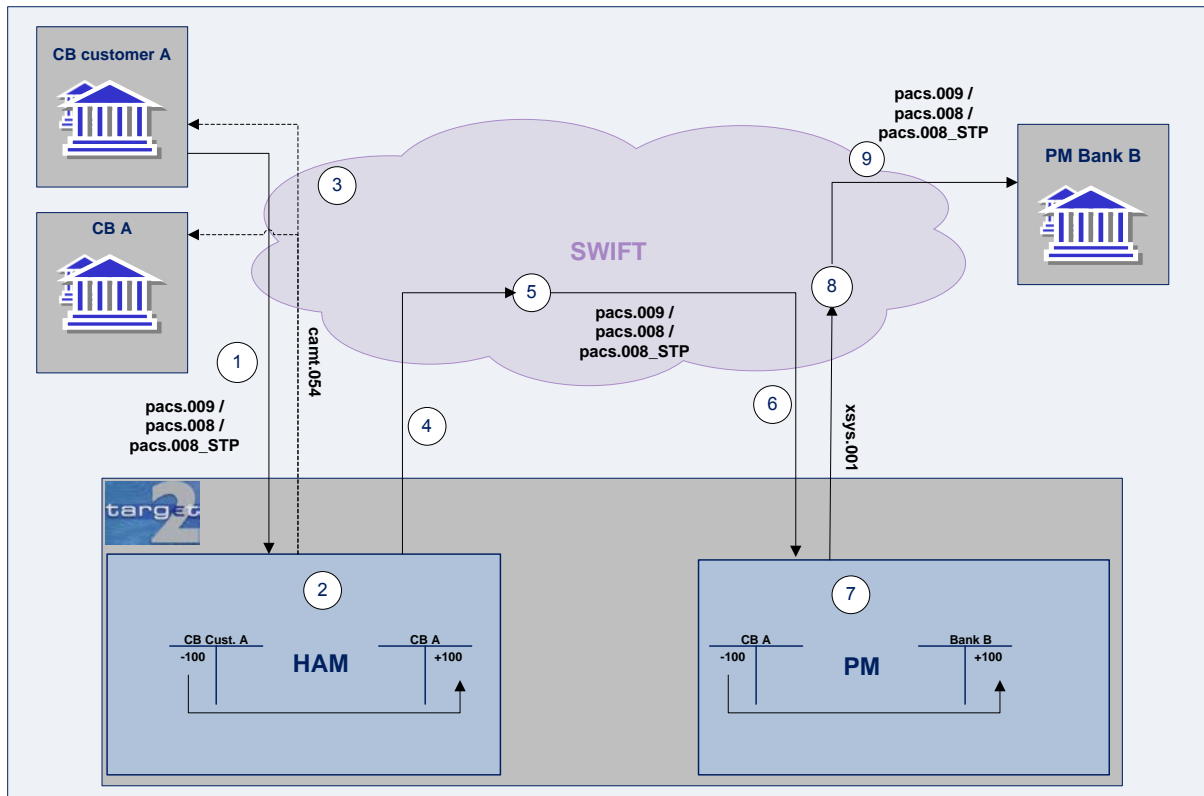 CB customer A
CB A
3
SWIFT
pacs.009 /
pacs.008 /
pacs.008_STP
9
PM Bank B
1
pacs.009 /
pacs.008 /
pacs.008_STP
camt.054
4
5
pacs.009 /
pacs.008 /
pacs.008_STP
6
8
xsys.001
target
2
2
CB Cust. A
-100
HAM
CB A
+100
7
CB A
-100
PM
Bank B
+100